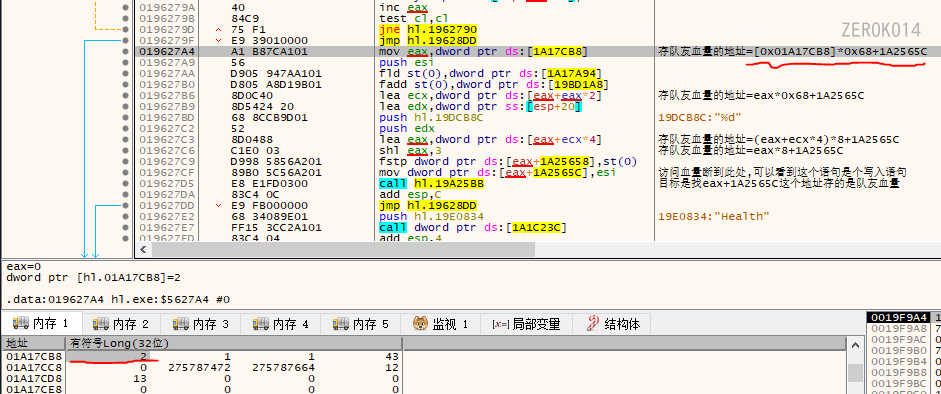 0196279A 40 inc eax
0196279B 84C9 test cl,cl
0196279D 75 F1 jne hl.1962790
0196279F E9 39010000 jmp hl.19628DD
019627A4 A1 B87CA101 mov eax,dword ptr ds:[1A17CB8] 存队友血量的地址=[0X01A17CB8]*0X68+1A2565C
019627A9 56 push esi
019627AA D905 947AA101 fld st(0),dword ptr ds:[1A17A94]
019627B0 D805 A8D19B01 fadd st(0),dword ptr ds:[19BD1A8]
019627B6 8D0C40 lea ecx,dword ptr ds:[eax+eax*2] 存队友血量的地址=eax*0x68+1A2565C
019627B9 8D5424 20 lea edx,dword ptr ss:[esp+20]
019627BD 68 8CCB9D01 push hl.19DCB8C 19DCB8C:"%d"
019627C2 52 push edx
019627C3 8D0488 lea eax,dword ptr ds:[eax+ecx*4] 存队友血量的地址=(eax+ecx*4)*8+1A2565C
019627C6 C1E0 03 shl eax,3 存队友血量的地址=eax*8+1A2565C
019627C9 D998 5856A201 fstp dword ptr ds:[eax+1A25658],st(0)
019627CF 89B0 5C56A201 mov dword ptr ds:[eax+1A2565C],esi 访问血量断到此处,可以看到这个语句是个写入语句
019627D5 E8 E1FD0300 call hl.19A25BB 目标是找eax+1A2565C这个地址存的是队友血量
019627DA 83C4 0C add esp,C
019627DD E9 FB000000 jmp hl.19628DD
019627E2 68 34089E01 push hl.19E0834 19E0834:"Health"
019627E7 FF15 3CC2A101 call dword ptr ds:[1A1C23C]
019627ED 83C4 04 add esp,4
ZEROK014
eax=0
dword ptr [hl.01A17CB8]=2
.data:019627A4 hl.exe:$5627A4 #0
内存 1 内存 2 内存 3 内存 4 内存 5 监视 1 [x=] 局部变量 结构体
地址 有符号Long(32位)
01A17CB8 2 1 1 43
01A17CC8 0 275787472 275787664 12
01A17CD8 13 0 0 0
01A17CE8 0 0 0 0
0019F9A4
0019F9A8
0019F9AC
0019F9B0
0019F9B4
0019F9B8
0019F9BC